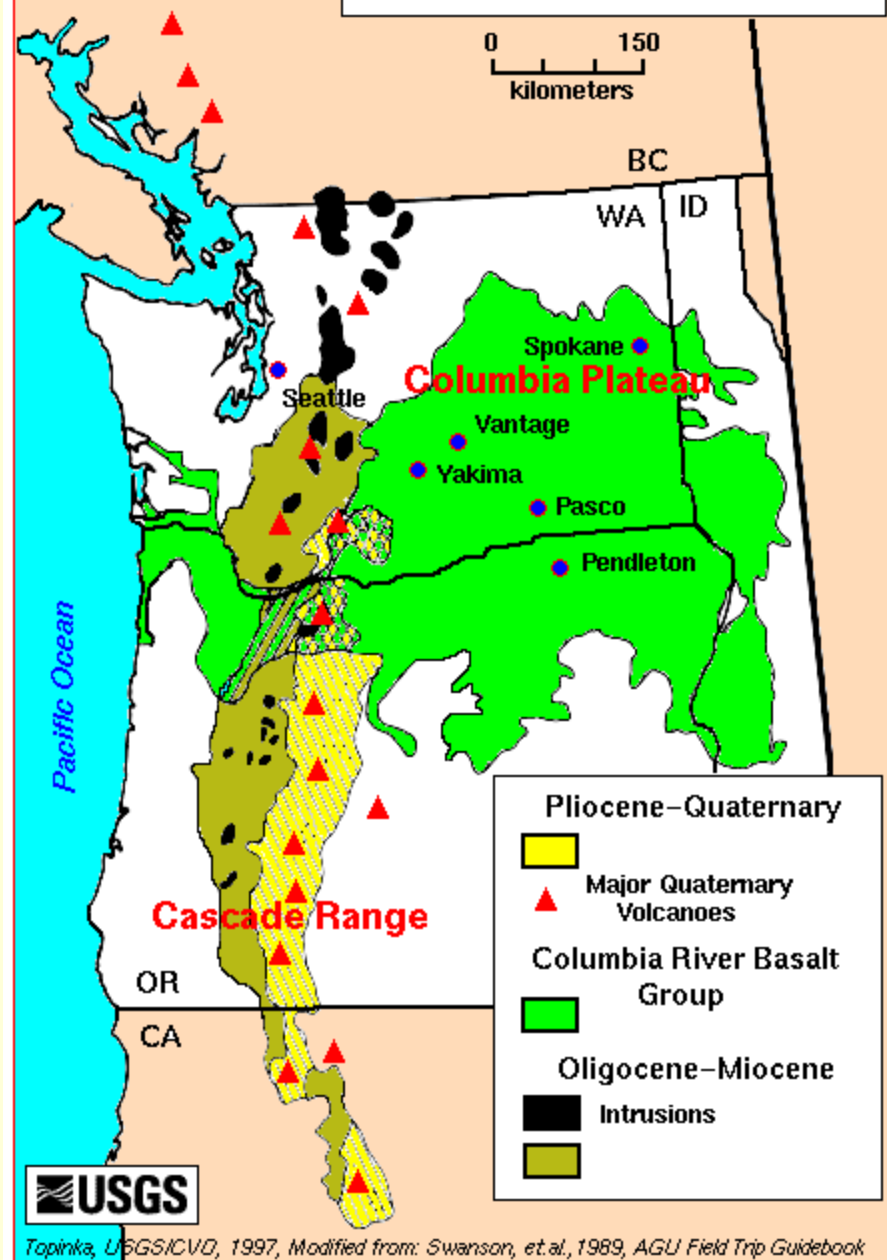 0 150
kilometers
BC
WA
ID
Spokane
Columbia Plateau
Seattle
Vantage
Yakima
Pasco
Pendleton
Pacific Ocean
Cascade Range
OR
CA
Pliocene-Quaternary
Major Quaternary
Volcanoes
Columbia River Basalt
Group
Oligocene-Miocene
Intrusions
USGS
Topinka, USGS/CVO, 1997, Modified from: Swanson, et.al., 1989, AGU Field Trip Guidebook